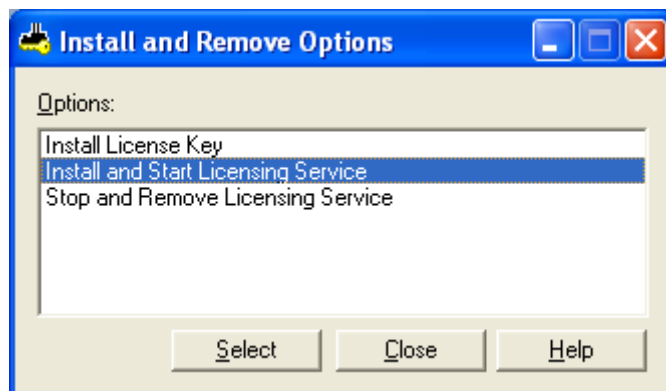 Install and Remove Options
Options:
Install License Key
Install and Start Licensing Service
Stop and Remove Licensing Service
Select Close Help